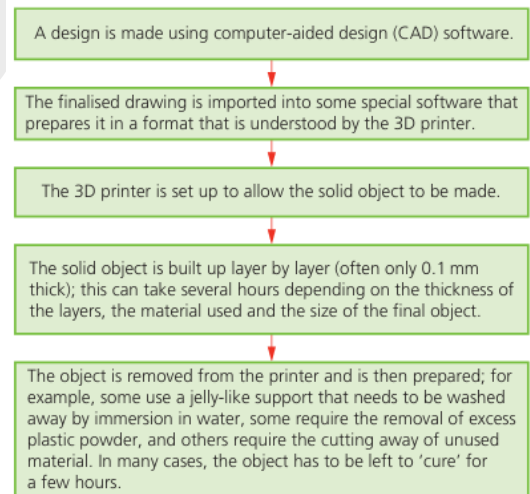 A design is made using computer-aided design (CAD) software.
The finalised drawing is imported into some special software that
prepares it in a format that is understood by the 3D printer.
The 3D printer is set up to allow the solid object to be made.
The solid object is built up layer by layer (often only 0.1 mm
thick); this can take several hours depending on the thickness of
the layers, the material used and the size of the final object.
The object is removed from the printer and is then prepared; for
example, some use a jelly-like support that needs to be washed
away by immersion in water, some require the removal of excess
plastic powder, and others require the cutting away of unused
material. In many cases, the object has to be left to ‘cure’ for
a few hours.